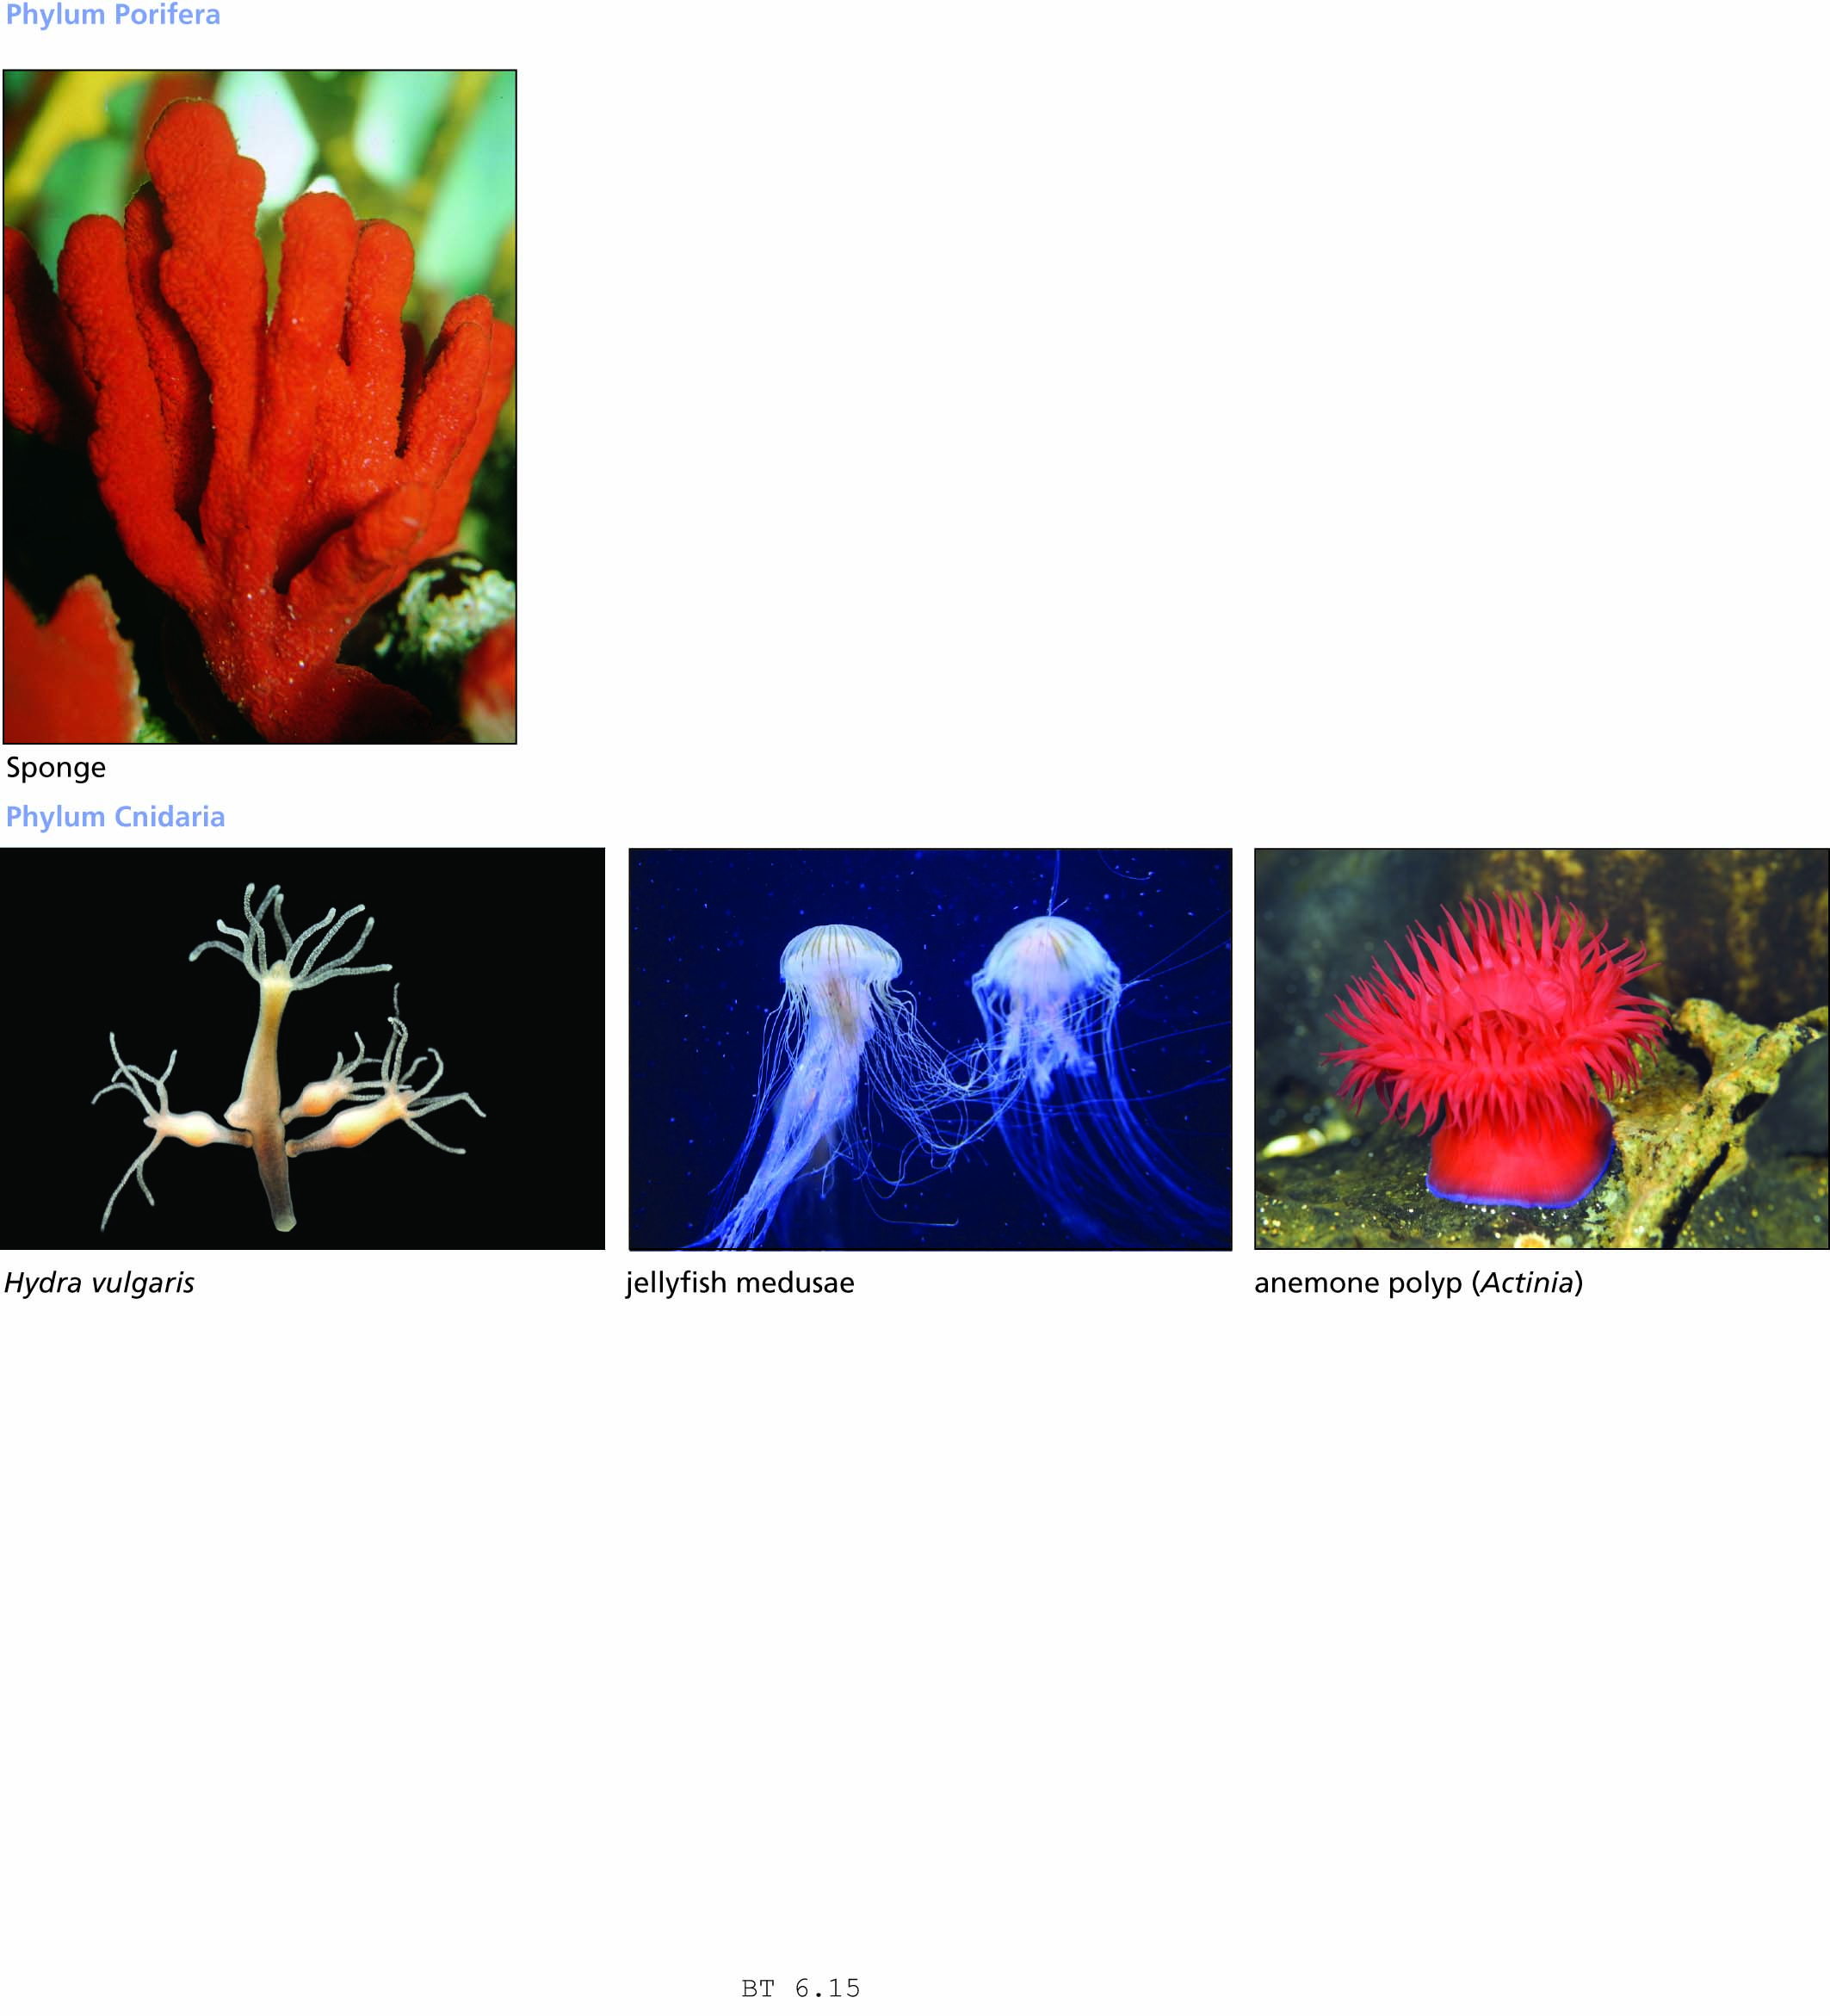 Phylum Porifera
Sponge
Phylum Cnidaria
Hydra vulgaris
jellyfish medusae
anemone polyp (Actinia)
BT 6.15